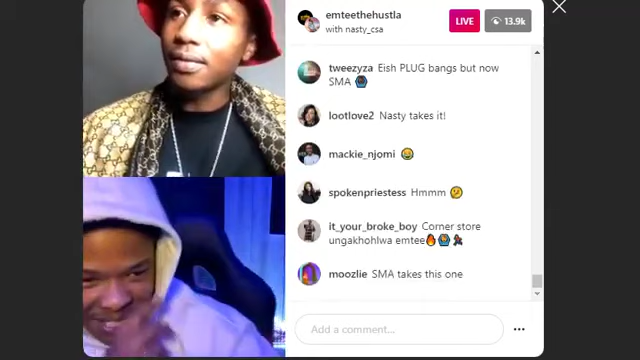 emteethehustla
with nasty_csa
LIVE
13.9k
tweezyza Eish PLUG bangs but now
SMA
lootlove2 Nasty takes it!
mackie_njomi
spokenpriestess Hmmm
it_your_broke_boy Corner store
ungakhohlwa emtee
moozlie SMA takes this one
Add a comment...